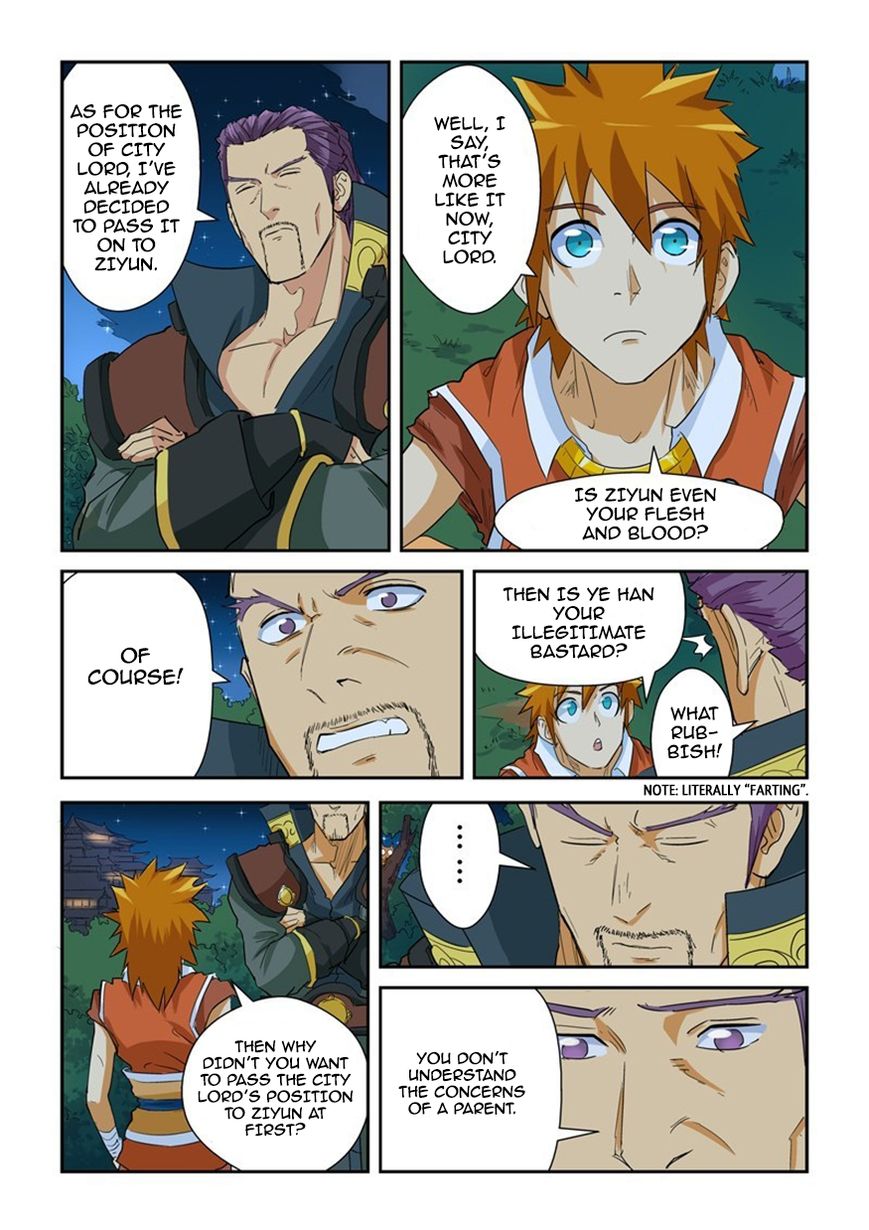 AS FOR THE
POSITION
OF CITY
LORD, I'VE
ALREADY
DECIDED
TO PASS IT
ON TO
ZIYUN.
WELL, I
SAY,
THAT'S
MORE
LIKE IT
NOW,
CITY
LORD.
IS ZIYUN EVEN
YOUR FLESH
AND BLOOD?
OF
COURSE!
THEN IS YE HAN
YOUR
ILLEGITIMATE
BASTARD?
WHAT
RUB-
BISH!
NOTE: LITERALLY "FARTING".
THEN WHY
DIDN'T YOU WANT
TO PASS THE CITY
LORD'S POSITION
TO ZIYUN AT
FIRST?
......
YOU DON'T
UNDERSTAND
THE CONCERNS
OF A PARENT.